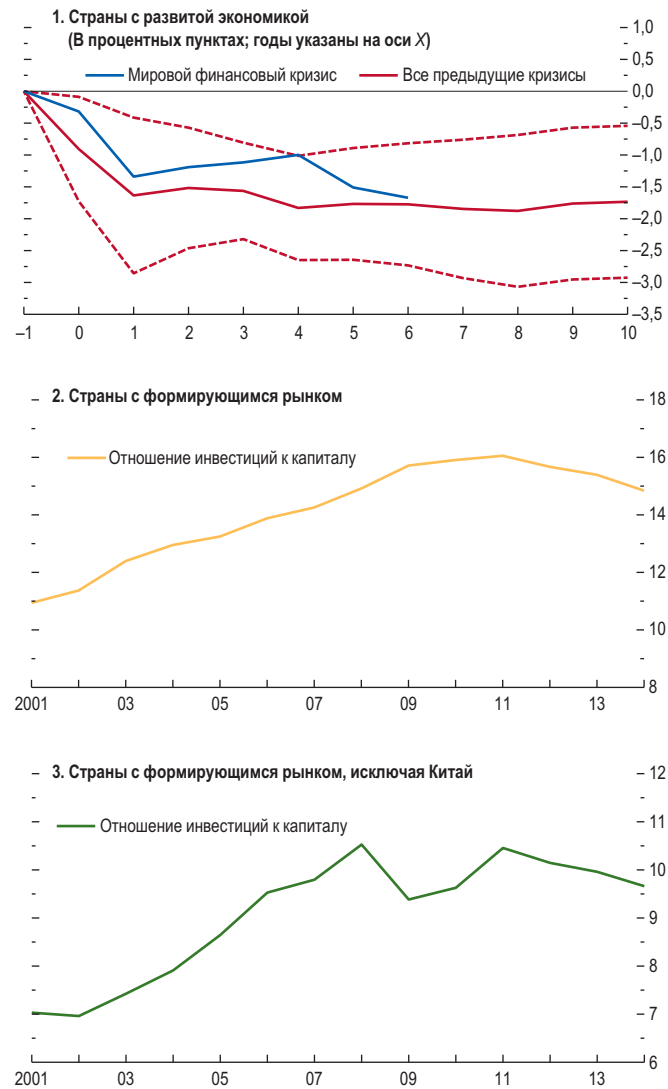 1. Страны с развитой экономикой
(В процентных пунктах; годы указаны на оси X)
Мировой финансовый кризис
Все предыдущие кризисы
1,0
0,5
0,0
–0,5
–1,0
–1,5
–2,0
–2,5
–3,0
–3,5
–1 0 1 2 3 4 5 6 7 8 9 10
2. Страны с формирующимся рынком
Отношение инвестиций к капиталу
18
16
14
12
10
8
2001 03 05 07 09 11 13
3. Страны с формирующимся рынком, исключая Китай
Отношение инвестиций к капиталу
12
11
10
9
8
7
6
2001 03 05 07 09 11 13